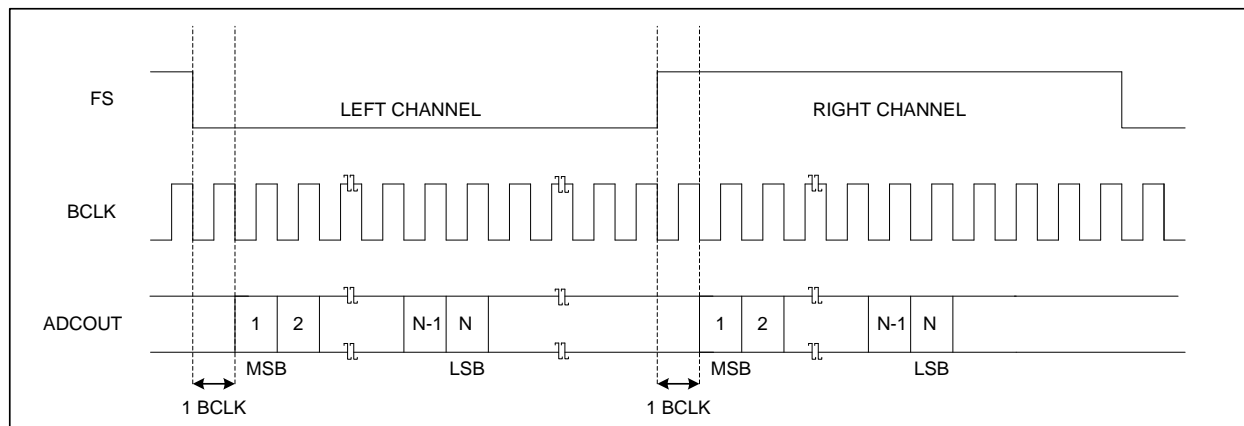 FS
LEFT CHANNEL
RIGHT CHANNEL
BCLK
ADCOUT
1 2 N-1 N 1 2 N-1 N
MSB LSB MSB LSB
1 BCLK 1 BCLK